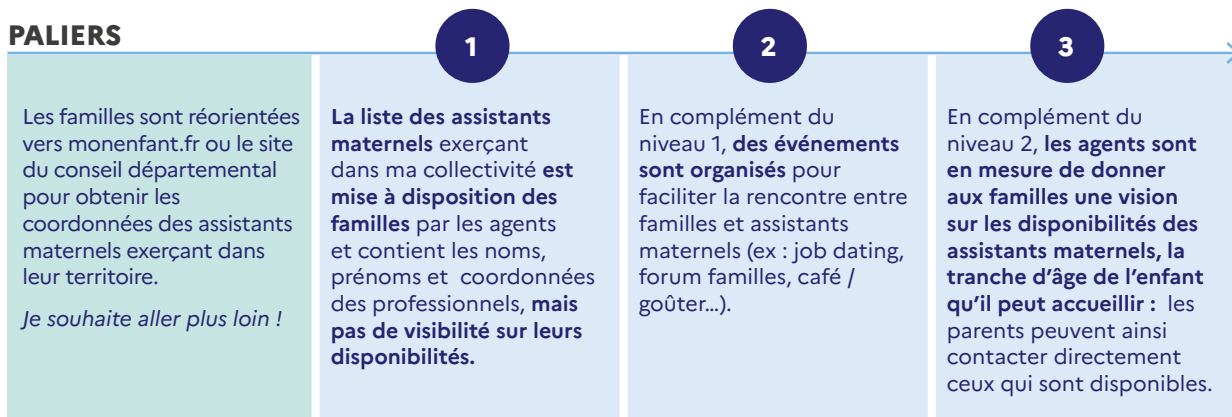 PALIERS
1
2
3
Les familles sont réorientées
vers monenfant.fr ou le site
du conseil départemental
pour obtenir les
coordonnées des assistants
maternels exerçant dans
leur territoire.
Je souhaite aller plus loin !
La liste des assistants
maternels exerçant
dans ma collectivité est
mise à disposition des
familles par les agents
et contient les noms,
prénoms et coordonnées
des professionnels, mais
pas de visibilité sur leurs
disponibilités.
En complément du
niveau 1, des événements
sont organisés pour
faciliter la rencontre entre
familles et assistants
maternels (ex : job dating,
forum familles, café /
goûter…).
En complément du
niveau 2, les agents sont
en mesure de donner
aux familles une vision
sur les disponibilités des
assistants maternels, la
tranche d’âge de l’enfant
qu’il peut accueillir : les
parents peuvent ainsi
contacter directement
ceux qui sont disponibles.